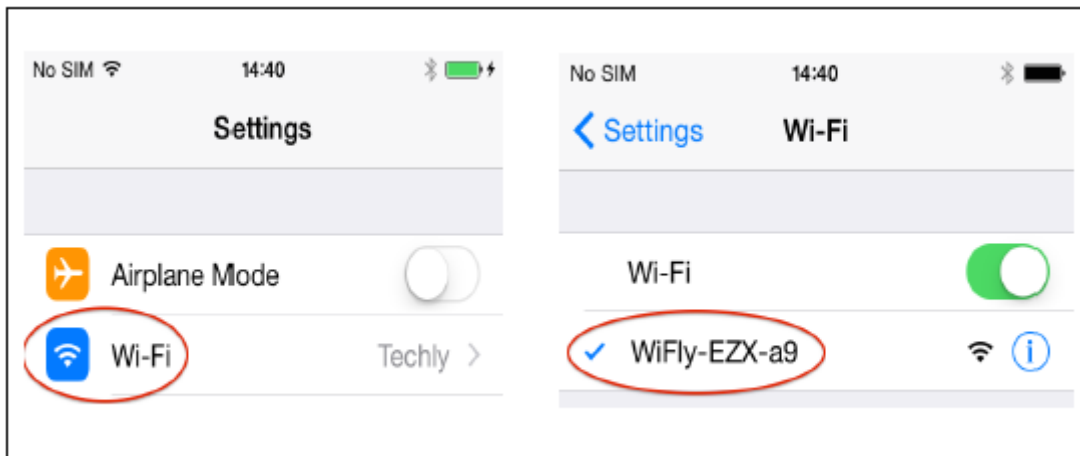 No SIM 14:40
Settings
Airplane Mode
Wi-Fi Techly
No SIM 14:40
Settings Wi-Fi
Wi-Fi
WiFly-EZX-a9